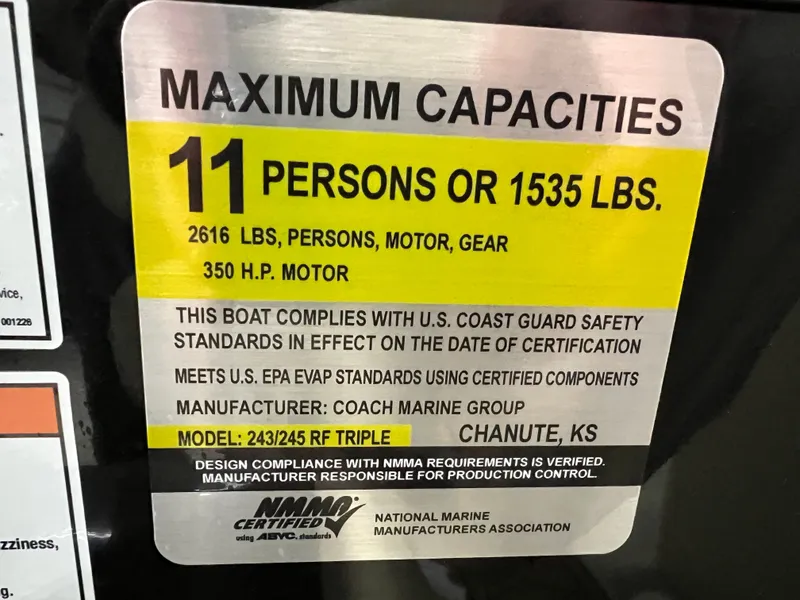 MAXIMUM CAPACITIES
11 PERSONS OR 1535 LBS.
2616 LBS, PERSONS, MOTOR, GEAR
350 H.P. MOTOR
THIS BOAT COMPLIES WITH U.S. COAST GUARD SAFETY
STANDARDS IN EFFECT ON THE DATE OF CERTIFICATION
MEETS U.S. EPA EVAP STANDARDS USING CERTIFIED COMPONENTS
MANUFACTURER: COACH MARINE GROUP
MODEL: 243/245 RF TRIPLE CHANUTE, KS
DESIGN COMPLIANCE WITH NMMA REQUIREMENTS IS VERIFIED.
MANUFACTURER RESPONSIBLE FOR PRODUCTION CONTROL.
NMMA®
CERTIFIED
using ABYC. standards
NATIONAL MARINE
MANUFACTURERS ASSOCIATION
vice,
001226
zziness,
g.